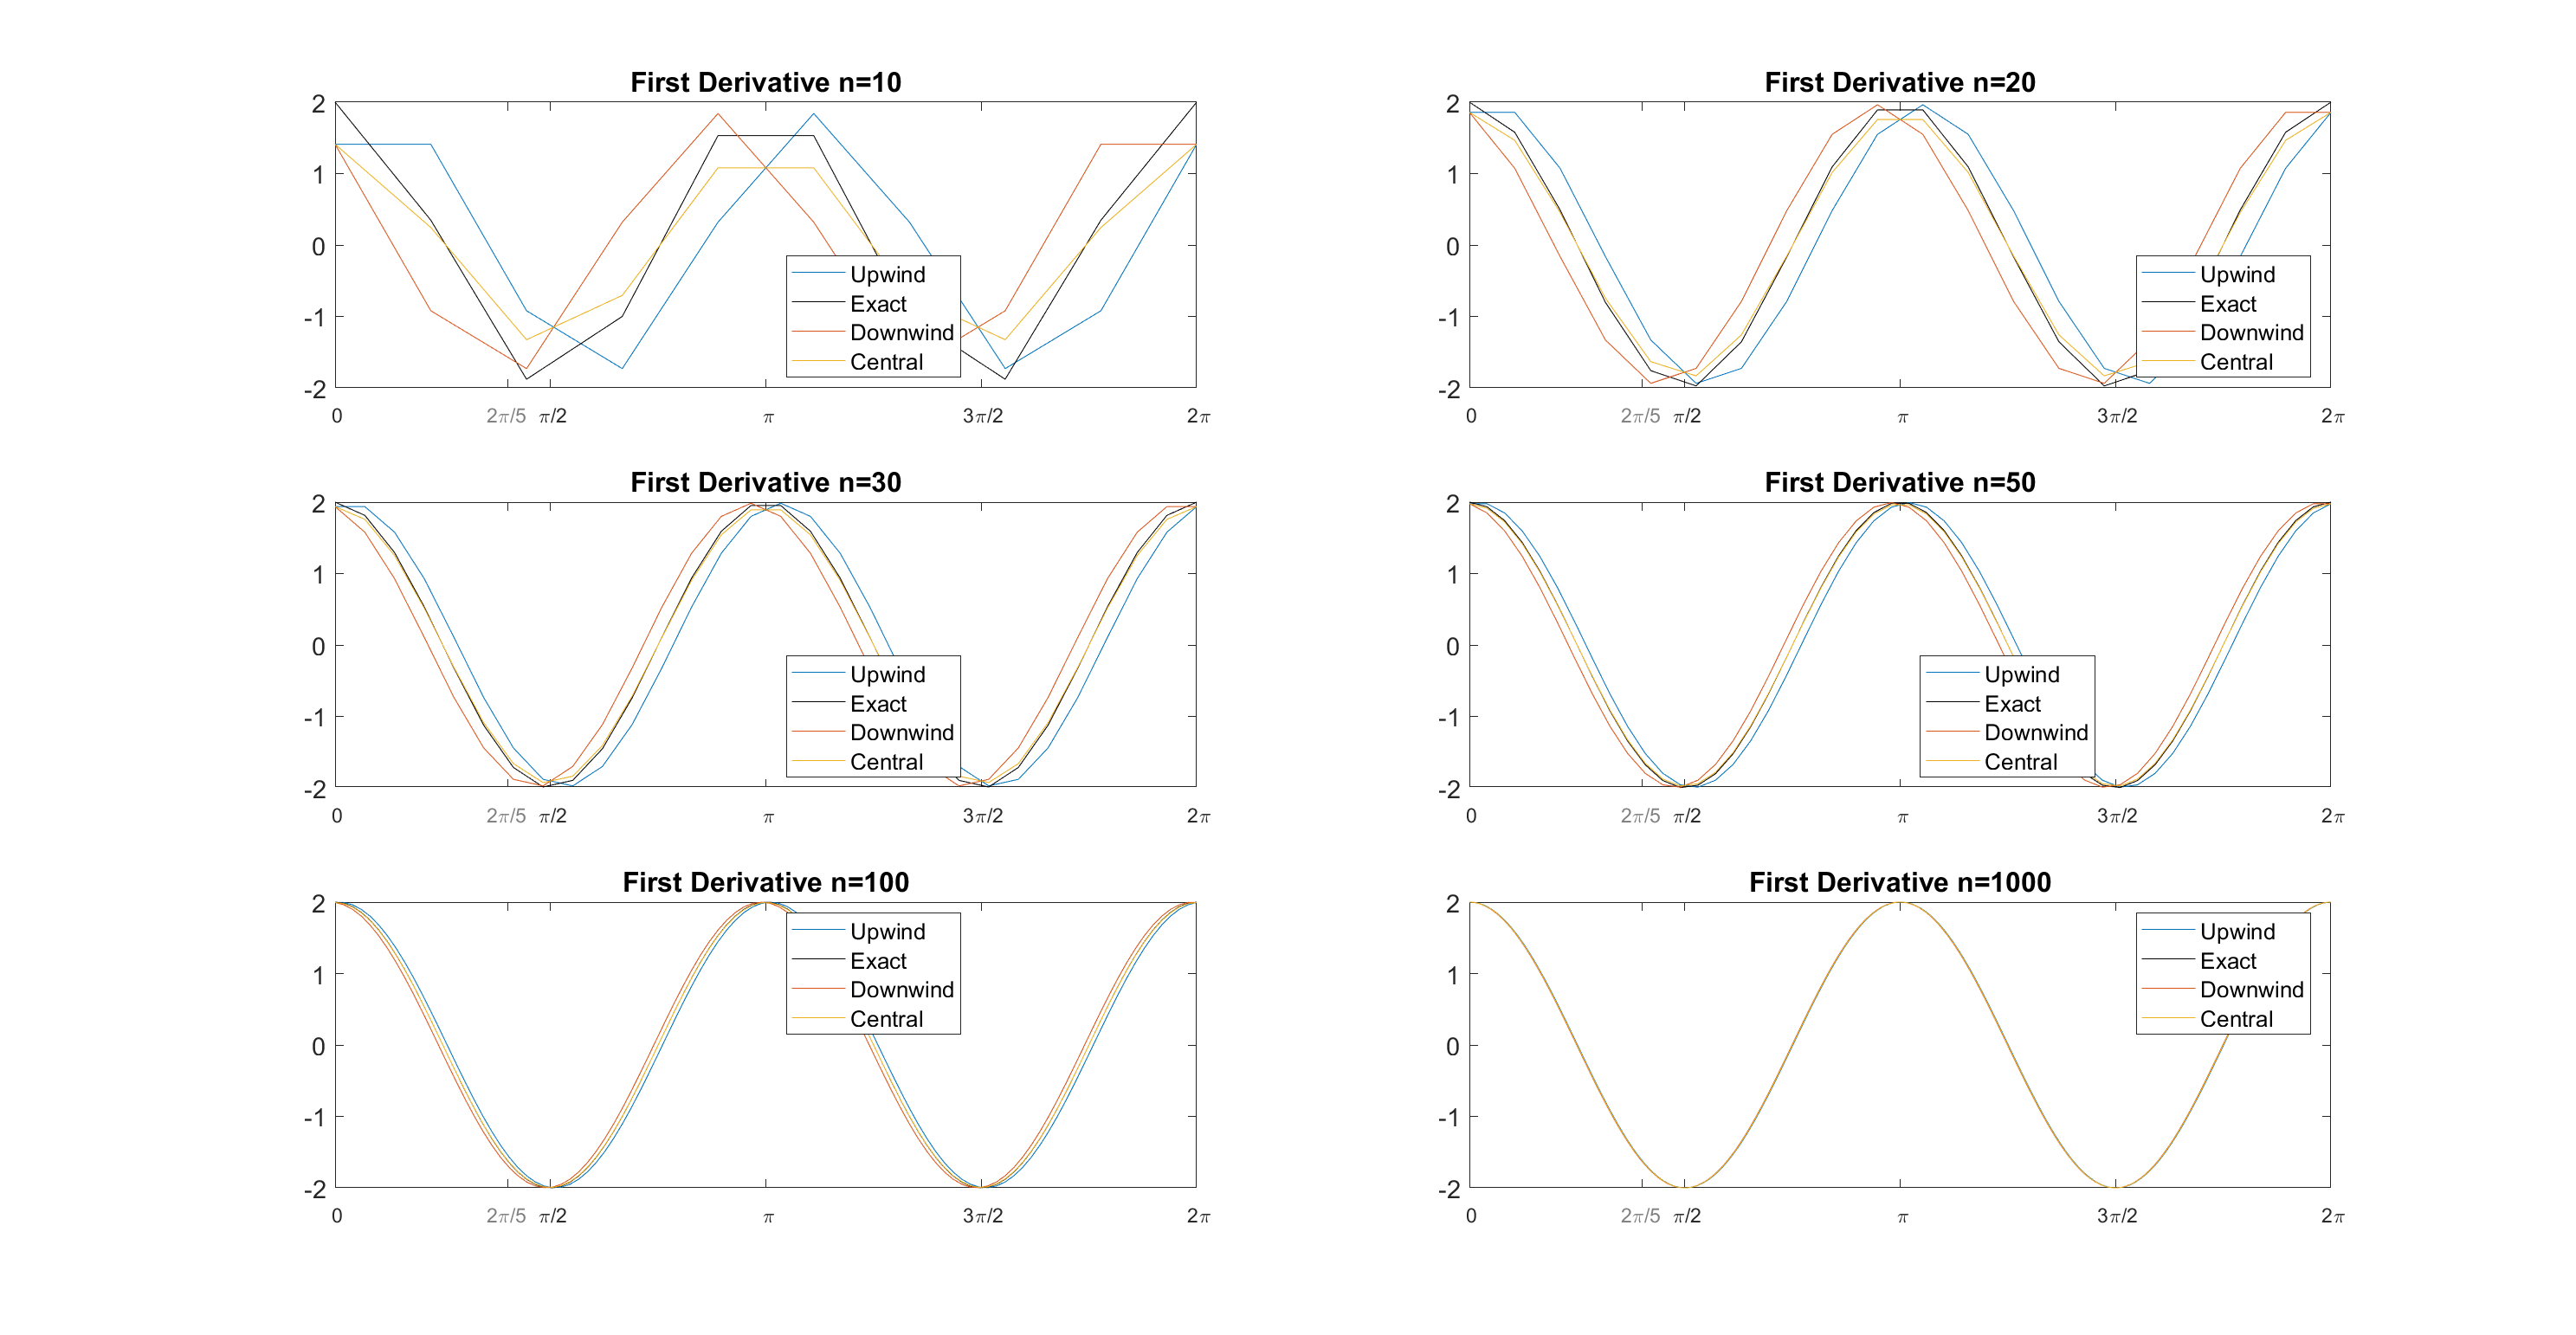 First Derivative n=10
2
1
0
-1
-2
0 2π/5 π/2 π 3π/2 2π
Upwind
Exact
Downwind
Central
First Derivative n=20
2
1
0
-1
-2
0 2π/5 π/2 π 3π/2 2π
Upwind
Exact
Downwind
Central
First Derivative n=30
2
1
0
-1
-2
0 2π/5 π/2 π 3π/2 2π
Upwind
Exact
Downwind
Central
First Derivative n=50
2
1
0
-1
-2
0 2π/5 π/2 π 3π/2 2π
Upwind
Exact
Downwind
Central
First Derivative n=100
2
1
0
-1
-2
0 2π/5 π/2 π 3π/2 2π
Upwind
Exact
Downwind
Central
First Derivative n=1000
2
1
0
-1
-2
0 2π/5 π/2 π 3π/2 2π
Upwind
Exact
Downwind
Central